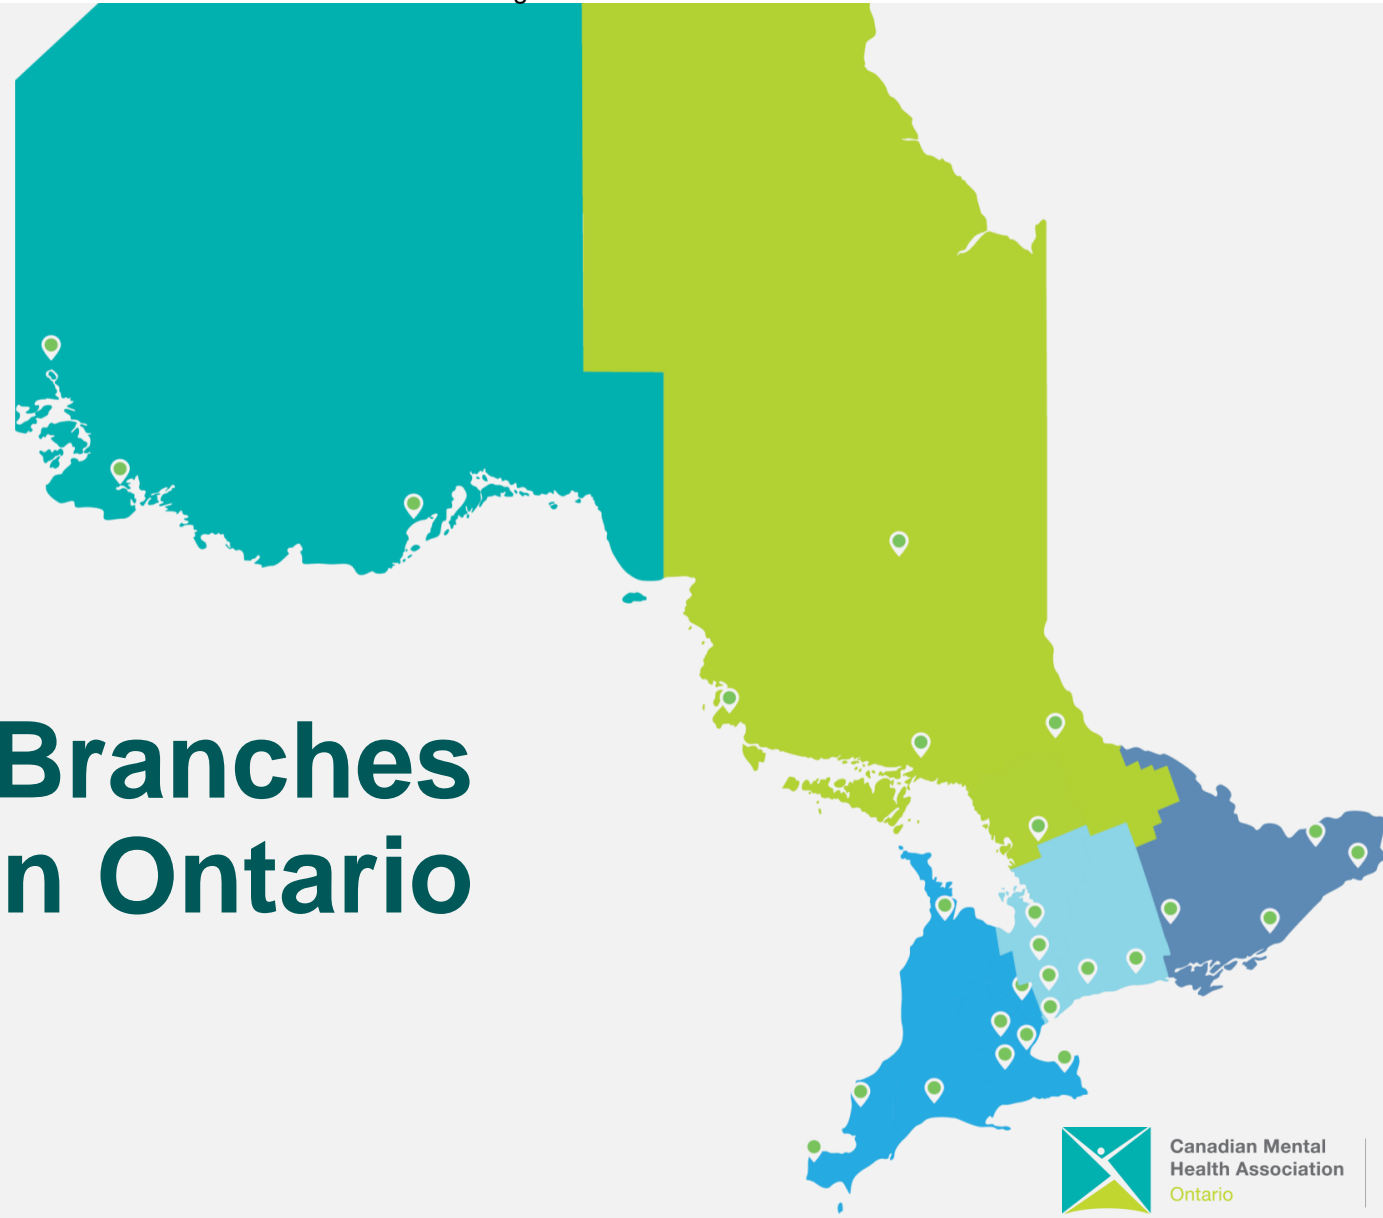 Branches
n Ontario
Canadian Mental
Health Association
Ontario